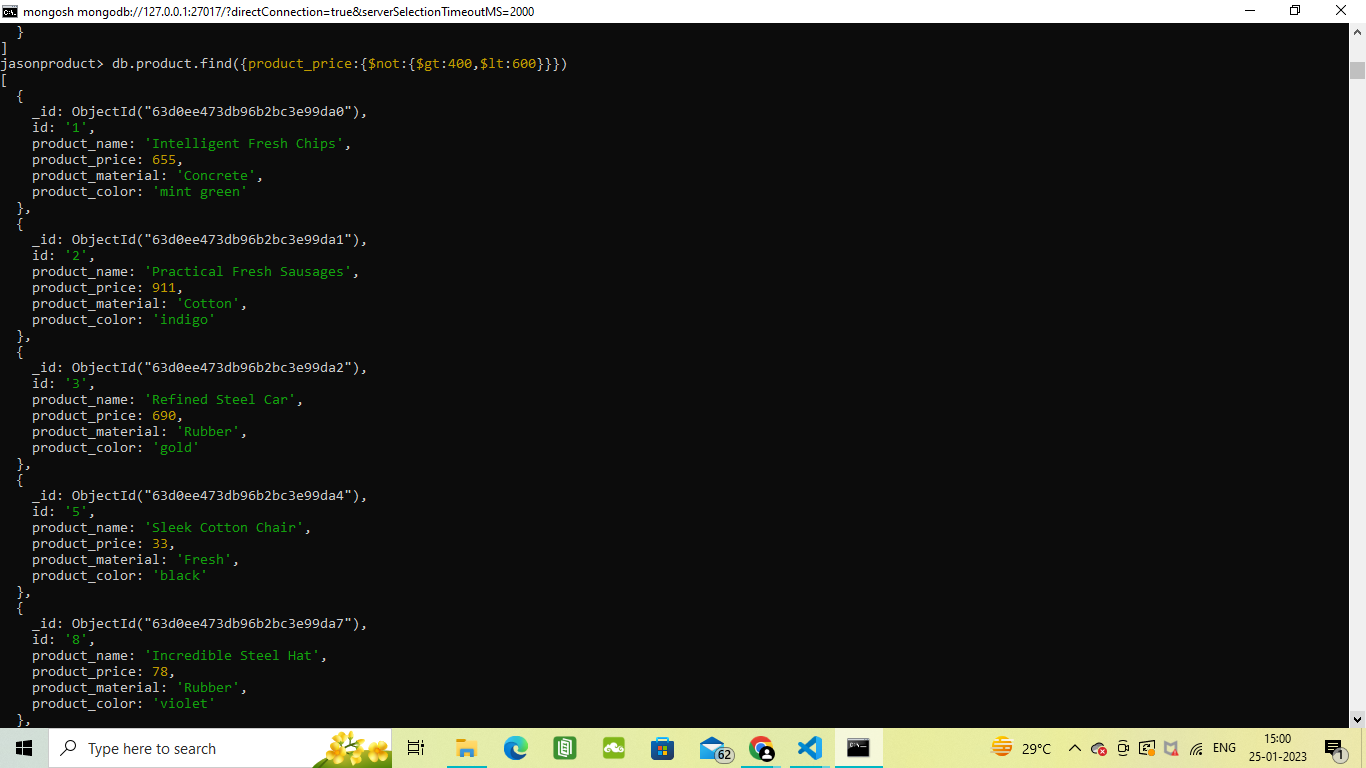 mongosh mongodb://127.0.0.1:27017/?directConnection=true&serverSelectionTimeoutMS=2000
}
]
jasonproduct> db.product.find({product_price:{$not:{$gt:400,$lt:600}}})
[
{
_id: ObjectId("63d0ee473db96b2bc3e99da0"),
id: '1',
product_name: 'Intelligent Fresh Chips',
product_price: 655,
product_material: 'Concrete',
product_color: 'mint green'
},
{
_id: ObjectId("63d0ee473db96b2bc3e99da1"),
id: '2',
product_name: 'Practical Fresh Sausages',
product_price: 911,
product_material: 'Cotton',
product_color: 'indigo'
},
{
_id: ObjectId("63d0ee473db96b2bc3e99da2"),
id: '3',
product_name: 'Refined Steel Car',
product_price: 690,
product_material: 'Rubber',
product_color: 'gold'
},
{
_id: ObjectId("63d0ee473db96b2bc3e99da4"),
id: '5',
product_name: 'Sleek Cotton Chair',
product_price: 33,
product_material: 'Fresh',
product_color: 'black'
},
{
_id: ObjectId("63d0ee473db96b2bc3e99da7"),
id: '8',
product_name: 'Incredible Steel Hat',
product_price: 78,
product_material: 'Rubber',
product_color: 'violet'
},
Type here to search
62
29°C
ENG
15:00
25-01-2023
1